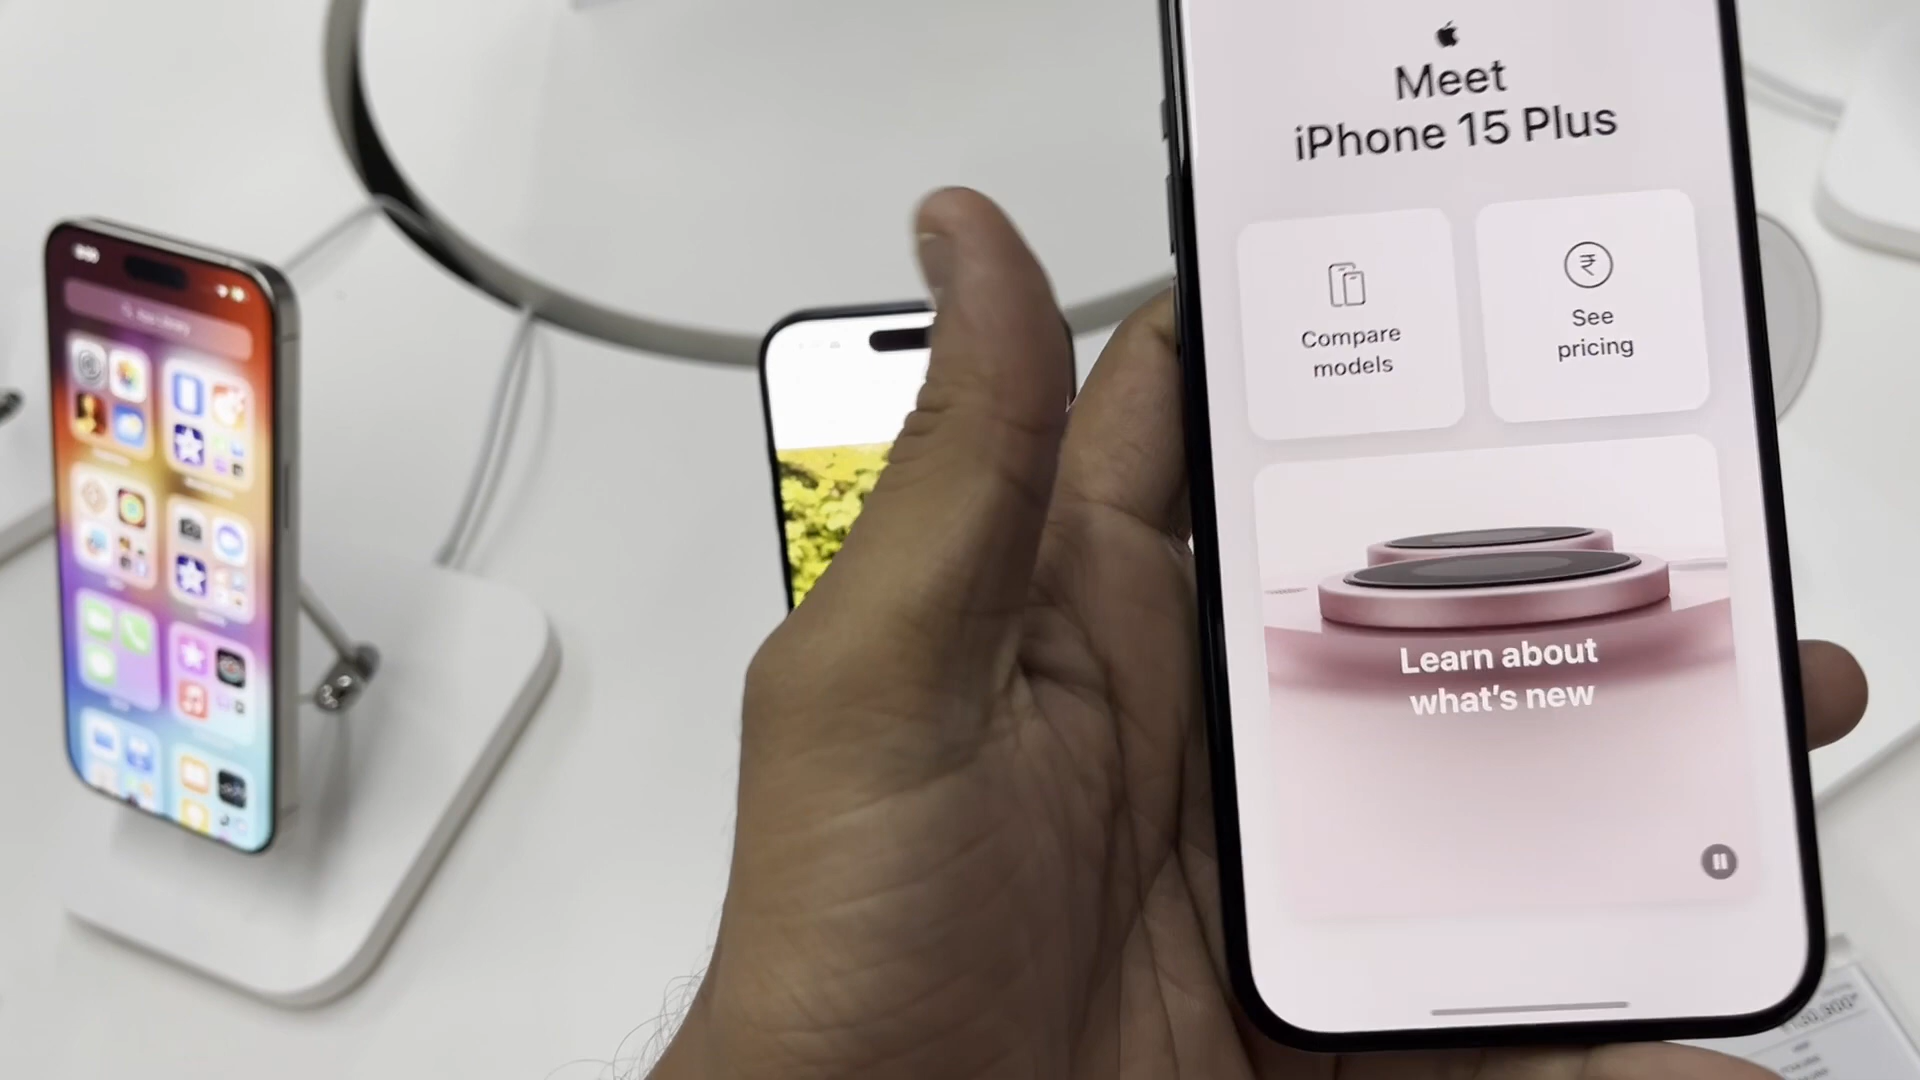 Meet
iPhone 15 Plus
Compare
models
See
pricing
Learn about
what's new